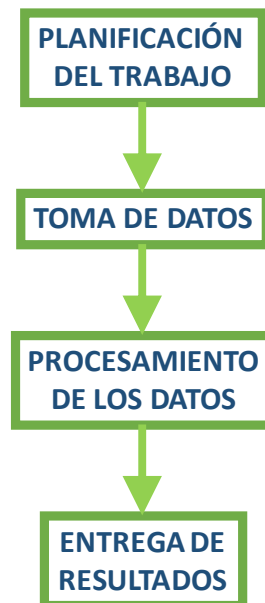 PLANIFICACIÓN
DEL TRABAJO
TOMA DE DATOS
PROCESAMIENTO
DE LOS DATOS
ENTREGA DE
RESULTADOS